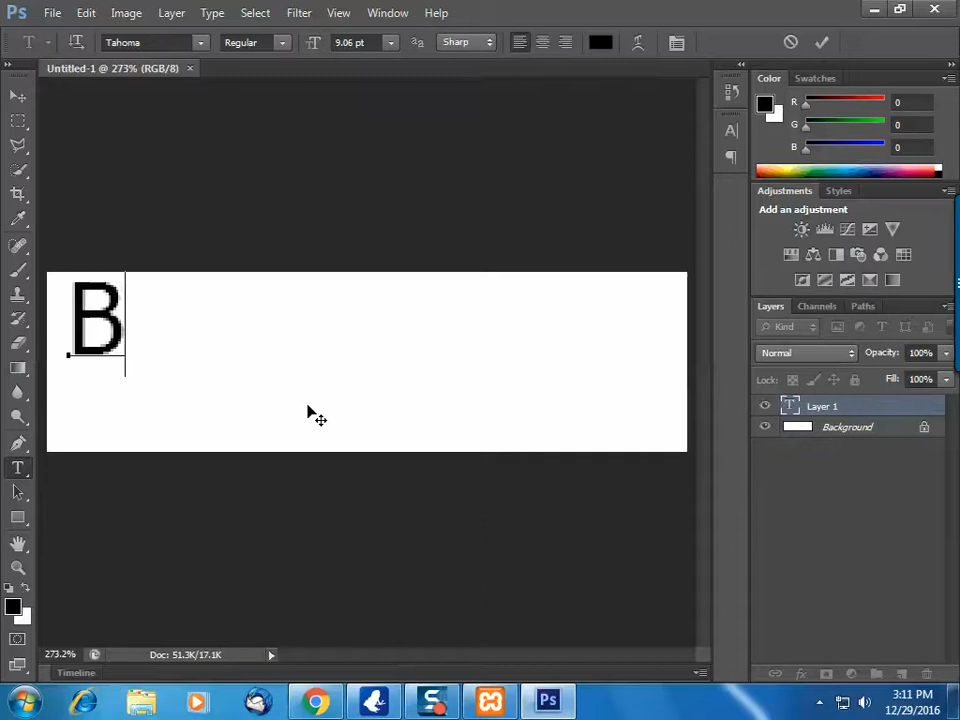 Ps File Edit Image Layer Type Select Filter View Window Help
T Tahoma Regular 9.06 pt Sharp
Untitled-1 @ 273% (RGB/8) ×
Color Swatches
R 0
G 0
B 0
Adjustments Styles
Add an adjustment
B
Layers Channels Paths
Kind
Normal Opacity: 100%
Lock: Fill: 100%
T Layer 1
Background
273.2% Doc: 51.3K/17.1K
Timeline
3:11 PM
12/29/2016